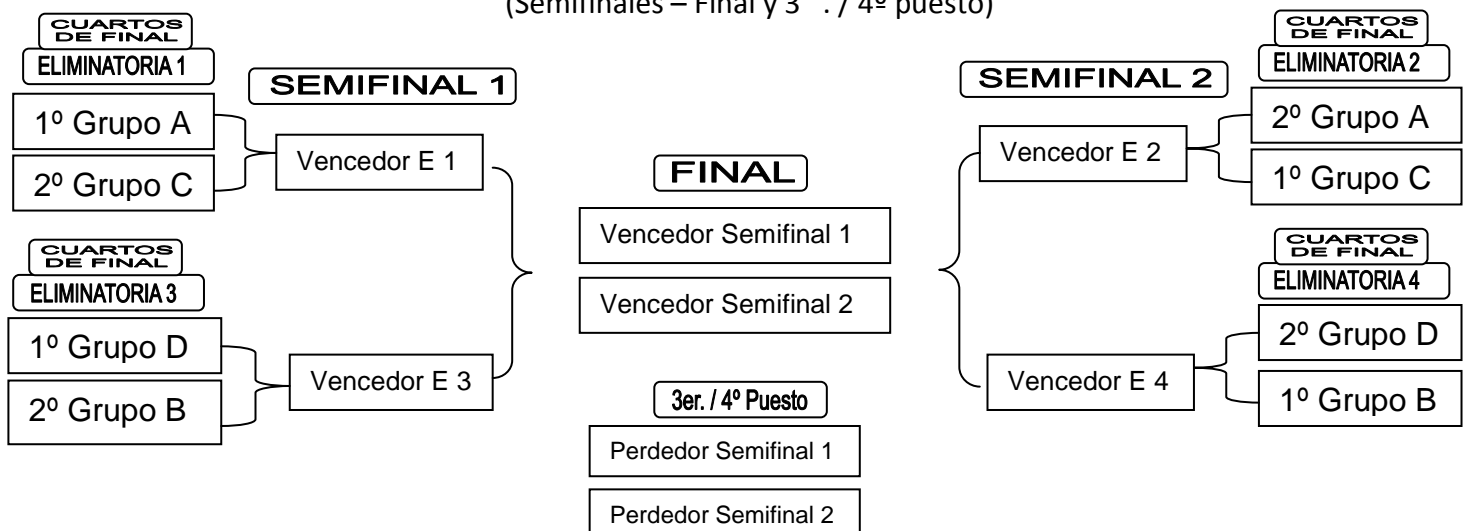 (Semifinales – Final y 3 . / 4º puesto)
CUARTOS
DE FINAL
ELIMINATORIA 1
1º Grupo A
2º Grupo C
SEMIFINAL 1
Vencedor E 1
CUARTOS
DE FINAL
ELIMINATORIA 3
1º Grupo D
2º Grupo B
Vencedor E 3
FINAL
Vencedor Semifinal 1
Vencedor Semifinal 2
3er. / 4º Puesto
Perdedor Semifinal 1
Perdedor Semifinal 2
SEMIFINAL 2
Vencedor E 2
CUARTOS
DE FINAL
ELIMINATORIA 2
2º Grupo A
1º Grupo C
Vencedor E 4
CUARTOS
DE FINAL
ELIMINATORIA 4
2º Grupo D
1º Grupo B